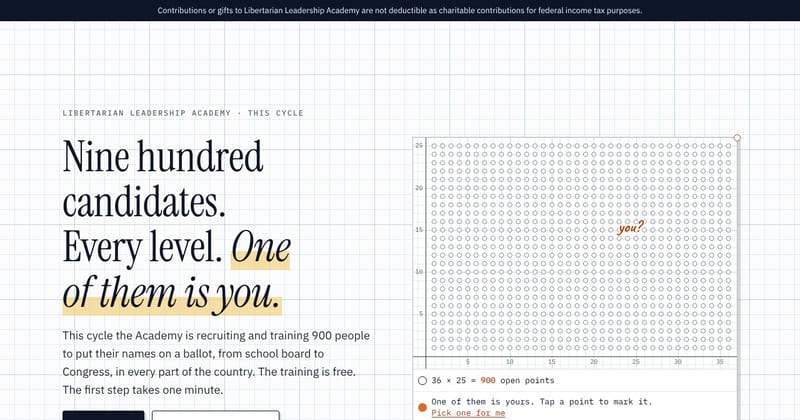 Contributions or gifts to Libertarian Leadership Academy are not deductible as charitable contributions for federal income tax purposes.
LIBERTARIAN LEADERSHIP ACADEMY · THIS CYCLE
Nine hundred
candidates.
Every level. One
of them is you.
This cycle the Academy is recruiting and training 900 people
to put their names on a ballot, from school board to
Congress, in every part of the country. The training is free.
The first step takes one minute.
25
20
15
10
5
you?
5 10 15 20 25 30 35
36 × 25 = 900 open points
One of them is yours. Tap a point to mark it.
Pick one for me